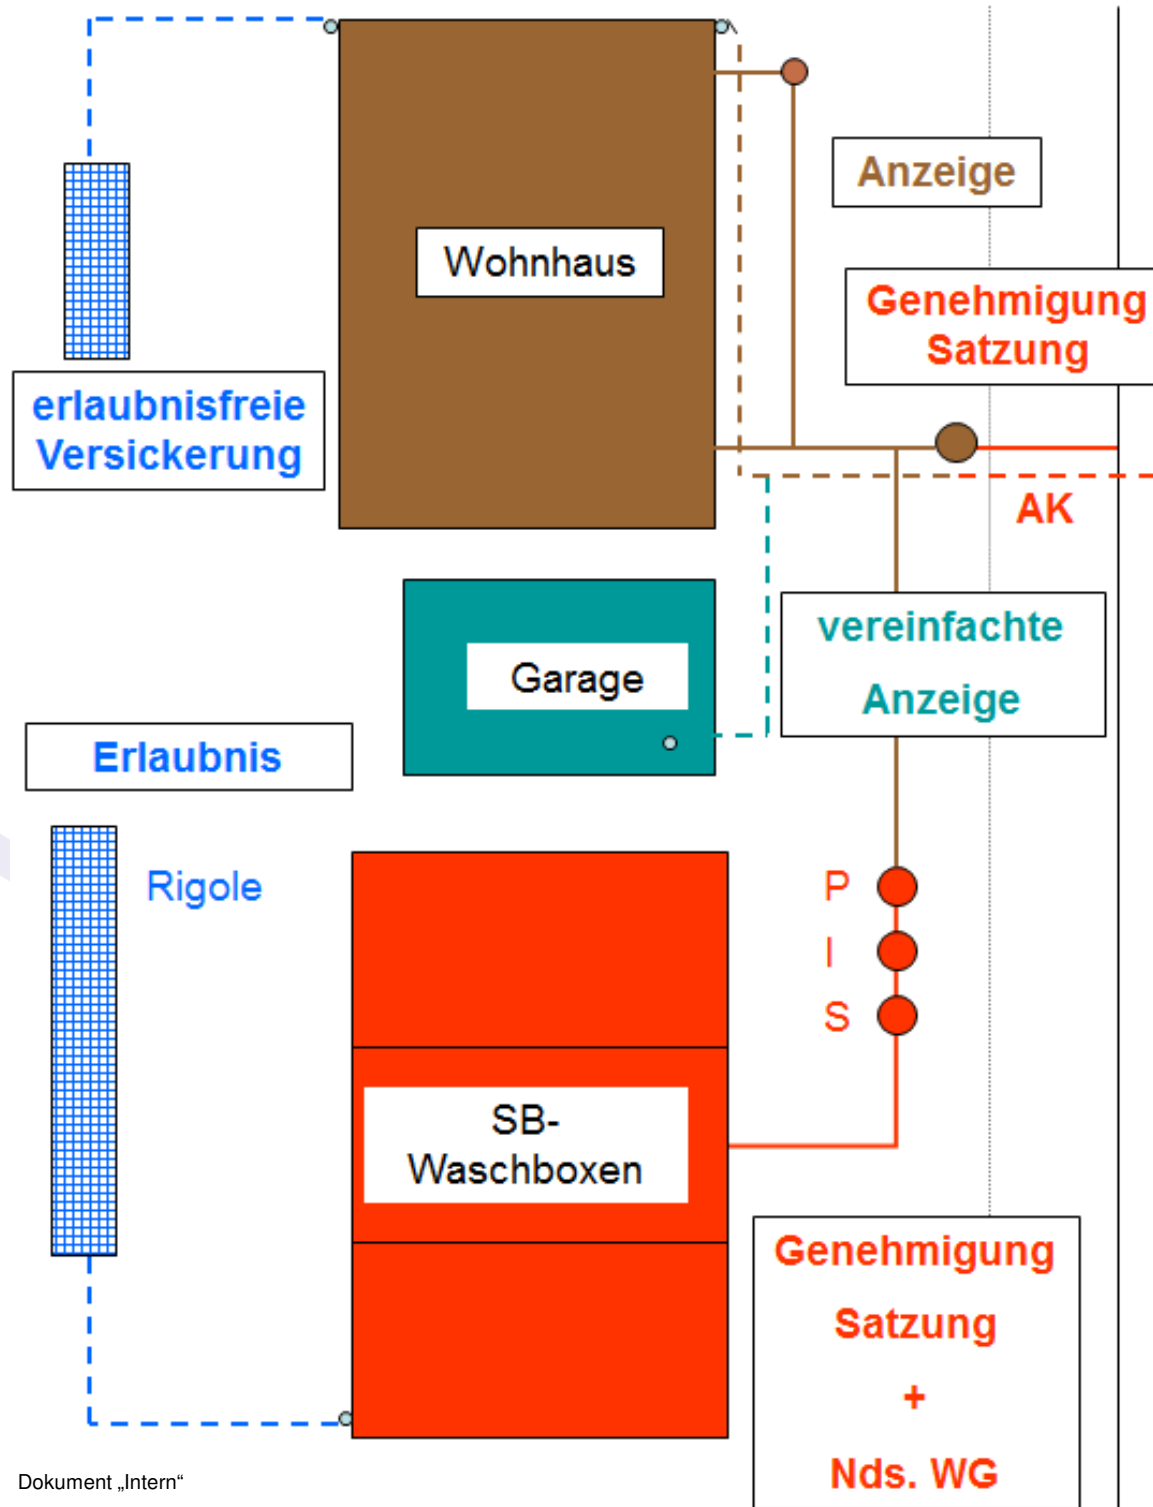 Anzeige
Wohnhaus
Genehmigung
Satzung
erlaubnisfreie
Versickerung
AK
vereinfachte
Anzeige
Garage
Erlaubnis
Rigole
P
I
S
SB-
Waschboxen
Genehmigung
Satzung
+
Nds. WG
Dokument „Intern“